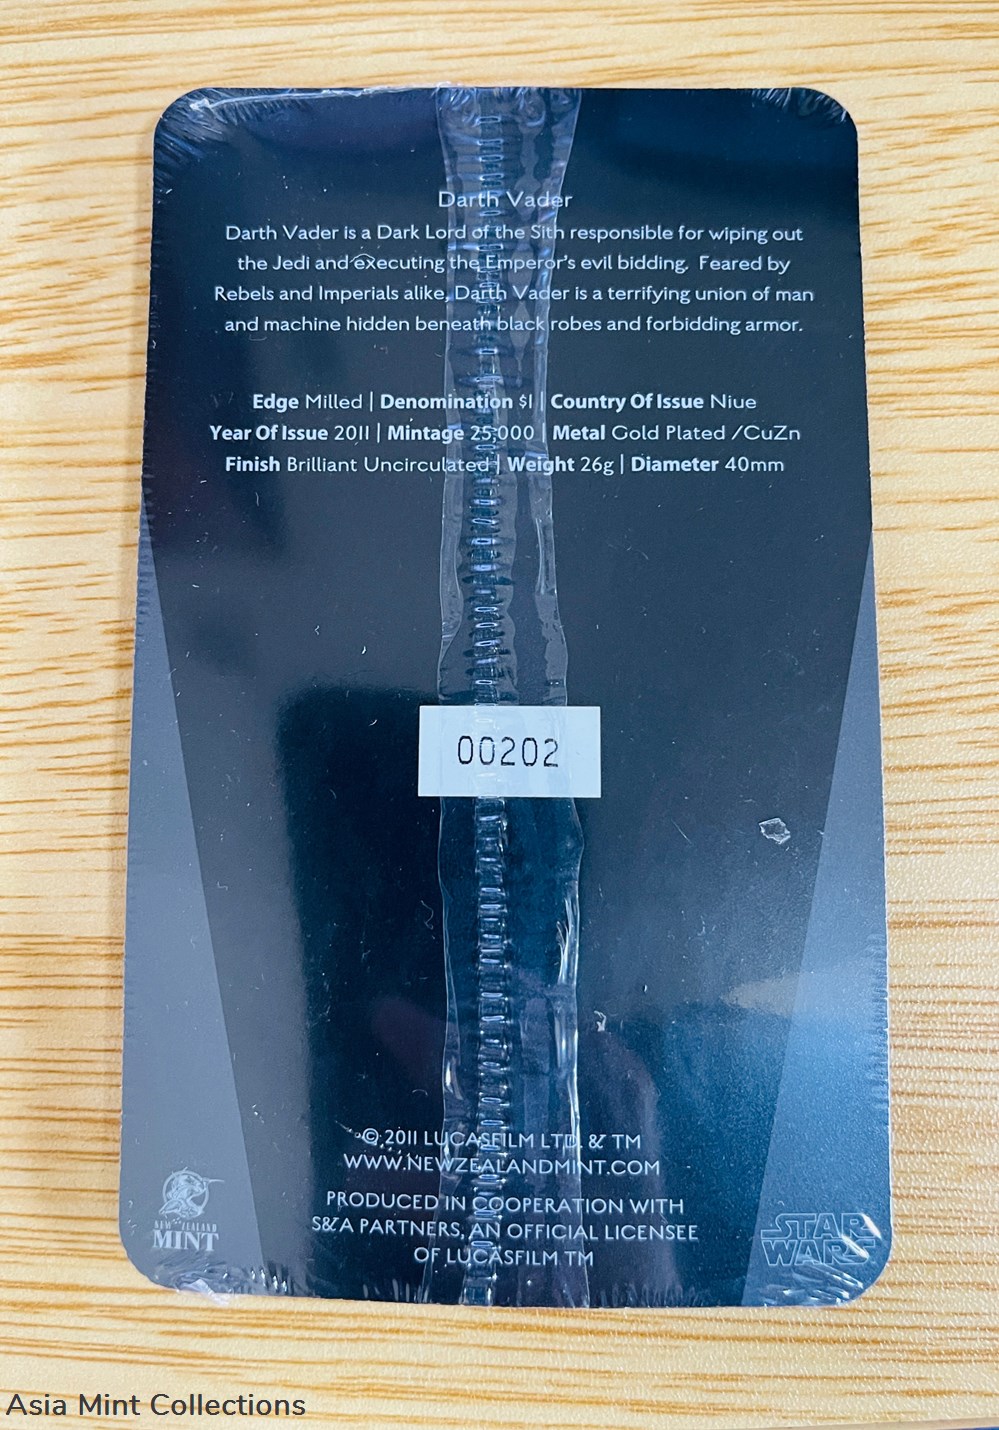 Darth Vader
Darth Vader is a Dark Lord of the Sith responsible for wiping out
the Jedi and executing the Emperor's evil bidding. Feared by
Rebels and Imperials alike, Darth Vader is a terrifying union of man
and machine hidden beneath black robes and forbidding armor.
Edge Milled | Denomination $1 | Country Of Issue Niue
Year Of Issue 2011 | Mintage 25,000 | Metal Gold Plated /CuZn
Finish Brilliant Uncirculated | Weight 26g | Diameter 40mm
00202
© 2011 LUCASFILM LTD. & TM
WWW.NEWZEALANDMINT.COM
PRODUCED IN COOPERATION WITH
S&A PARTNERS, AN OFFICIAL LICENSEE
OF LUCASFILM TM
NEW ZEALAND
MINT
STAR
WARS
Asia Mint Collections